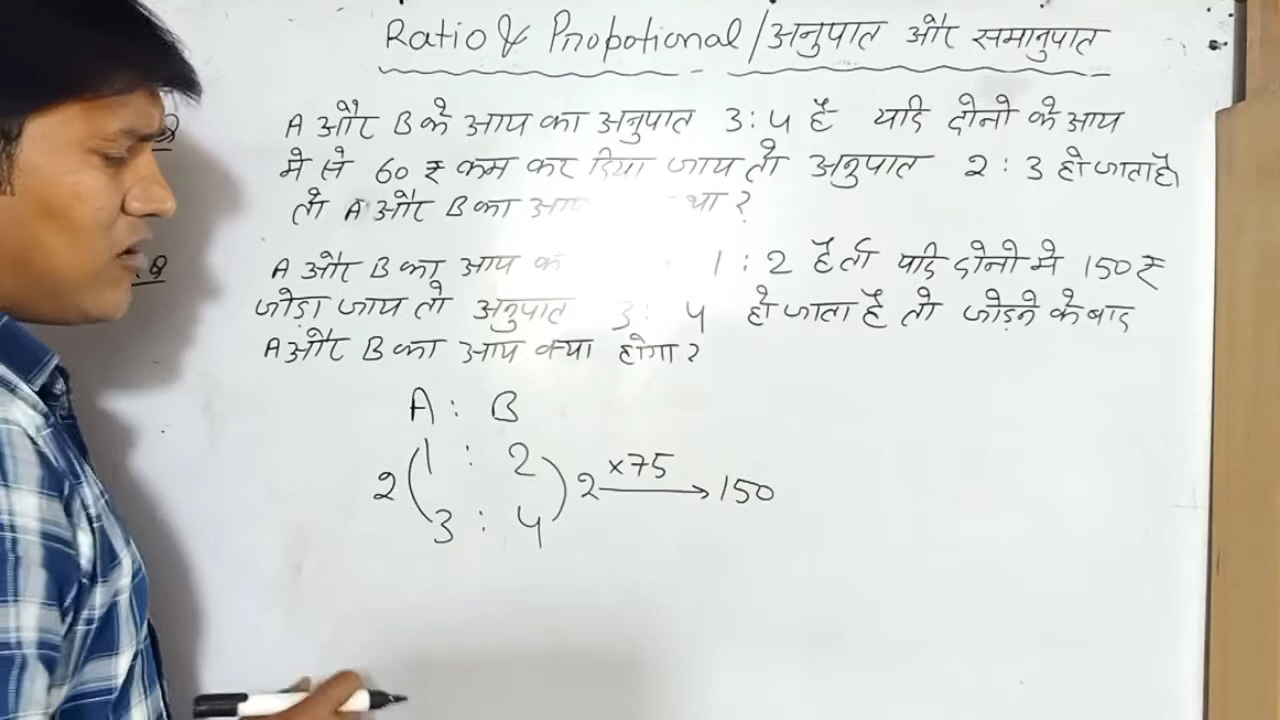 Ratio & Propotional/अनुपात और समानुपात
A और B के आय का अनुपात 3:4 है यदि दोनो के आय
मे से 60 ₹ कम कर दिया जाय तो अनुपात 2 : 3 हो जाता है
तो A और B का आय था ?
A और B का आय 1 : 2 है तो यदि दोनो मे 150 ₹
जोड़ा जाय तो अनुपात 3 : 4 हो जाता है तो जोड़ने के बाद
A और B का आय क्या होगा ?
A : B
1 : 2
2 ( ) 2 ×75 → 150
3 : 4